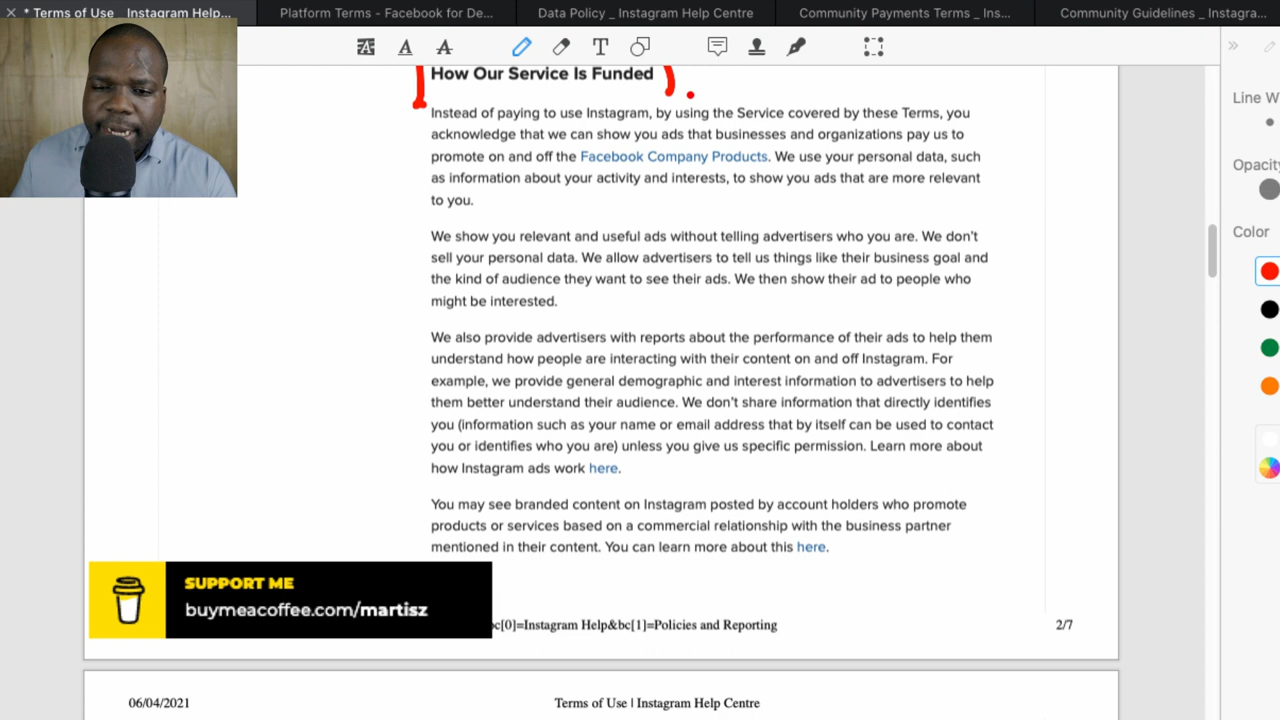 * Terms of Use _ Instagram Help...
Platform Terms - Facebook for De...
Data Policy _ Instagram Help Centre
Community Payments Terms _ Ins...
Community Guidelines _ Instagra...
Line W
Opacity
Color
How Our Service Is Funded
Instead of paying to use Instagram, by using the Service covered by these Terms, you
acknowledge that we can show you ads that businesses and organizations pay us to
promote on and off the Facebook Company Products. We use your personal data, such
as information about your activity and interests, to show you ads that are more relevant
to you.
We show you relevant and useful ads without telling advertisers who you are. We don't
sell your personal data. We allow advertisers to tell us things like their business goal and
the kind of audience they want to see their ads. We then show their ad to people who
might be interested.
We also provide advertisers with reports about the performance of their ads to help them
understand how people are interacting with their content on and off Instagram. For
example, we provide general demographic and interest information to advertisers to help
them better understand their audience. We don't share information that directly identifies
you (information such as your name or email address that by itself can be used to contact
you or identifies who you are) unless you give us specific permission. Learn more about
how Instagram ads work here.
You may see branded content on Instagram posted by account holders who promote
products or services based on a commercial relationship with the business partner
mentioned in their content. You can learn more about this here.
SUPPORT ME
buymeacoffee.com/martisz
bc[0]=Instagram Help&bc[1]=Policies and Reporting
2/7
06/04/2021
Terms of Use | Instagram Help Centre